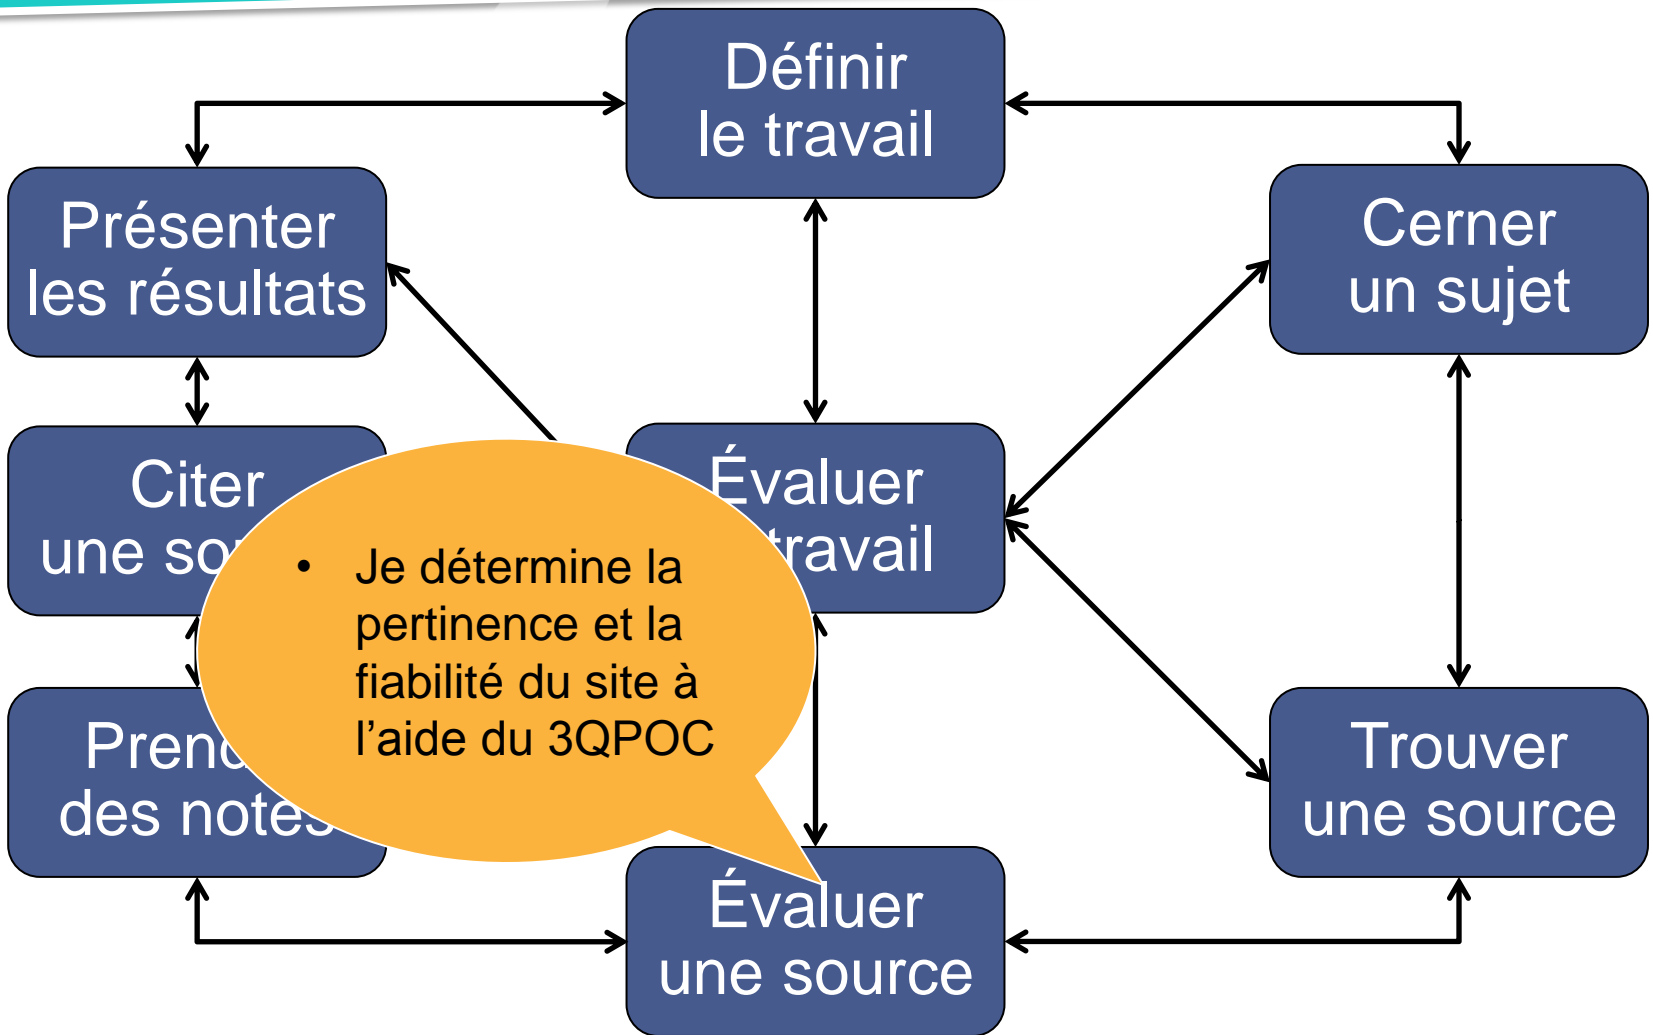 Définir
le travail
Présenter
les résultats
Cerner
un sujet
Citer
une
Évaluer
travail
• Je détermine la
pertinence et la
fiabilité du site à
l’aide du 3QPOC
des notes
Trouver
une source
Évaluer
une source